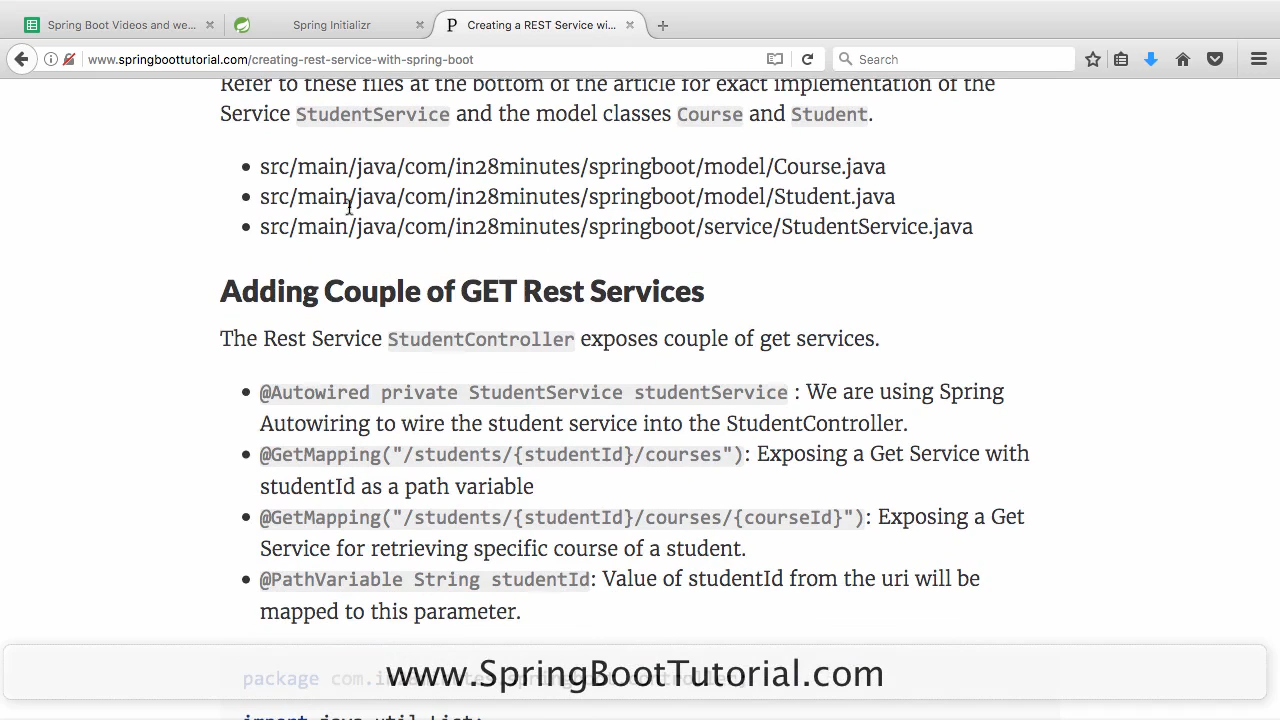 Spring Boot Videos and we...
Spring Initializr
P Creating a REST Service wi...
www.springboottutorial.com/creating-rest-service-with-spring-boot
Search
Refer to these files at the bottom of the article for exact implementation of the
Service StudentService and the model classes Course and Student.
• src/main/java/com/in28minutes/springboot/model/Course.java
• src/main/java/com/in28minutes/springboot/model/Student.java
• src/main/java/com/in28minutes/springboot/service/StudentService.java
Adding Couple of GET Rest Services
The Rest Service StudentController exposes couple of get services.
• @Autowired private StudentService studentService : We are using Spring
Autowiring to wire the student service into the StudentController.
• @GetMapping("/students/{studentId}/courses"): Exposing a Get Service with
studentId as a path variable
• @GetMapping("/students/{studentId}/courses/{courseId}"): Exposing a Get
Service for retrieving specific course of a student.
• @PathVariable String studentId: Value of studentId from the uri will be
mapped to this parameter.
www.SpringBootTutorial.com
package
import java.util.List;